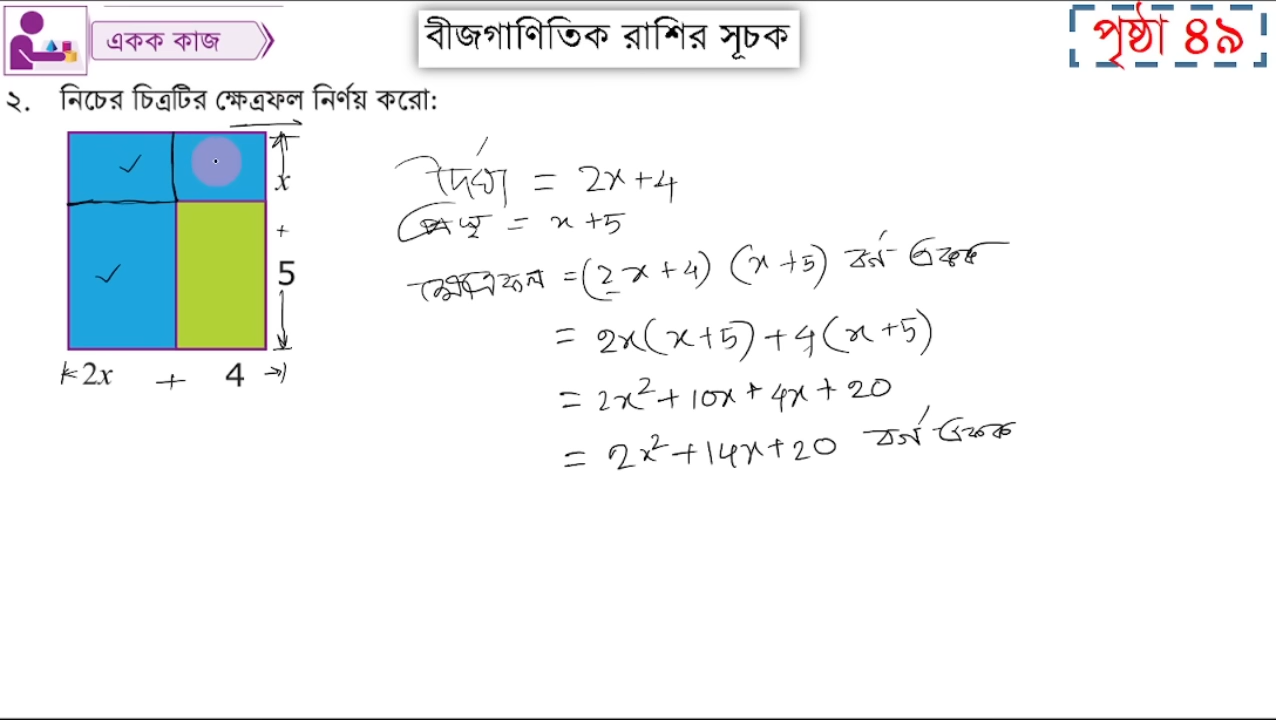 একক কাজ
বীজগাণিতিক রাশির সূচক
পৃষ্ঠা ৪৯
২. নিচের চিত্রটির ক্ষেত্রফল নির্ণয় করো:
x
+
5
2x + 4
দৈর্ঘ্য = 2x+4
প্রস্থ = x+5
ক্ষেত্রফল = (2x+4) (x+5) বর্গ একক
= 2x(x+5)+4(x+5)
= 2x²+10x+4x+20
= 2x²+14x+20 বর্গ একক